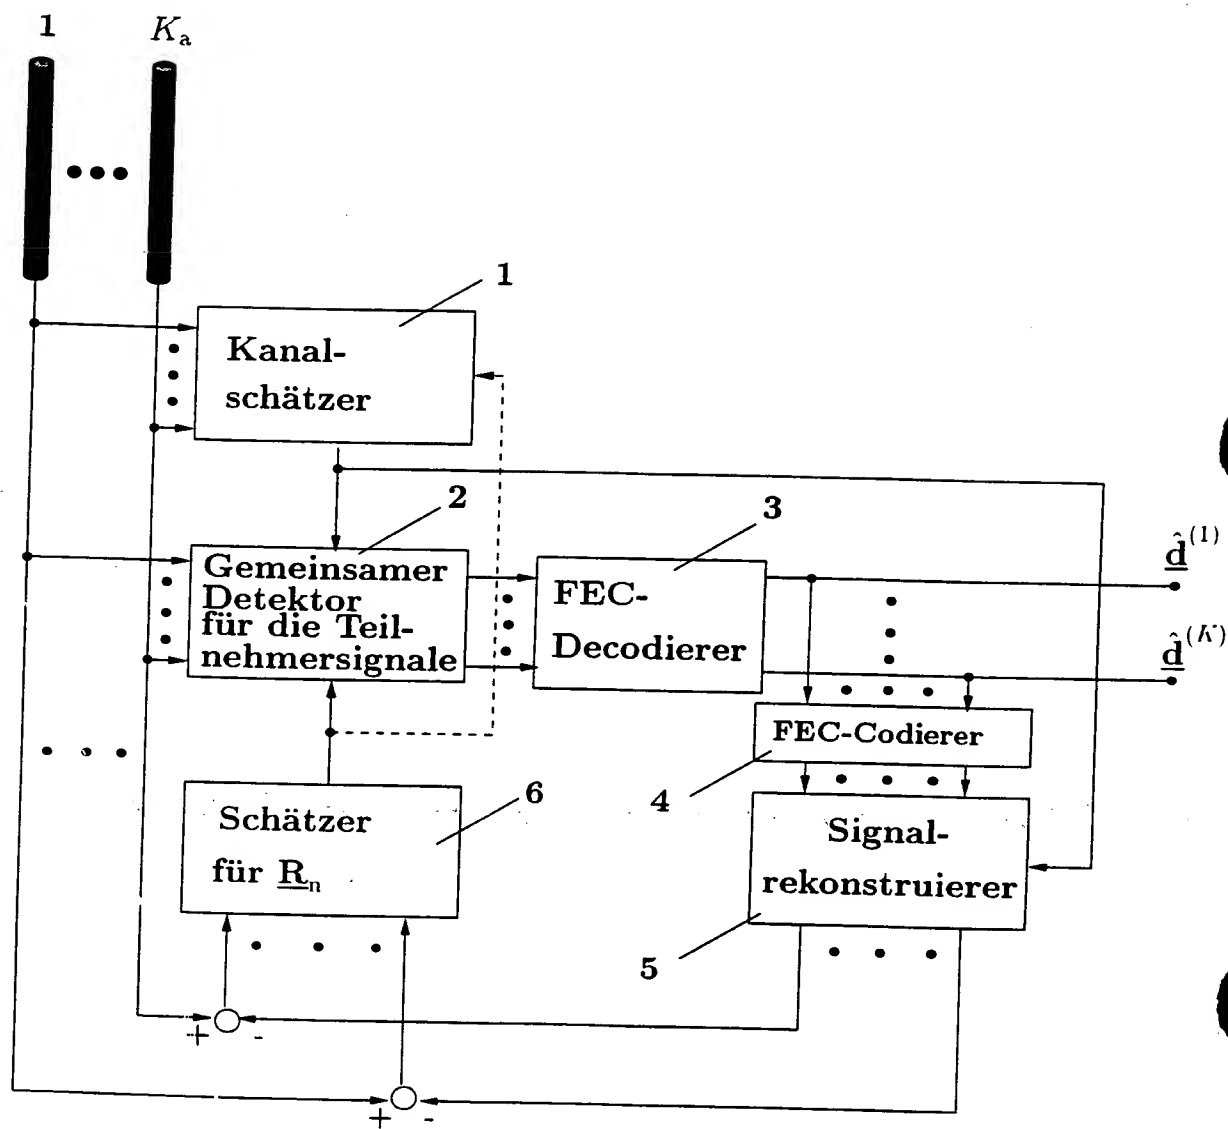 1 K_a
1
Kanal-
schätzer
2
3
Gemeinsamer
Detektor
für die Teil-
nehmersignale
FEC-
Decodierer
d̲̂^(1)
d̲̂^(K)
FEC-Codierer
4
6
Schätzer
für R̲_n
Signal-
rekonstruierer
5
+ -
+ -